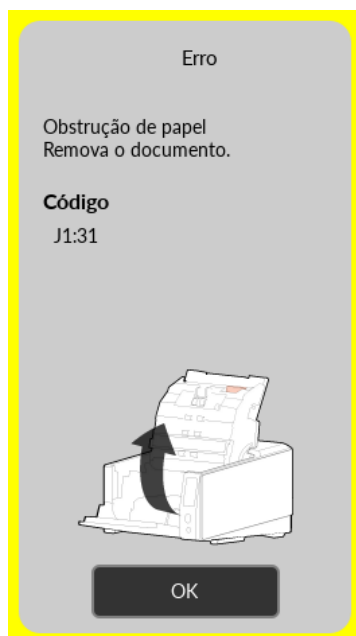 Erro
Obstrução de papel
Remova o documento.
Código
J1:31
OK